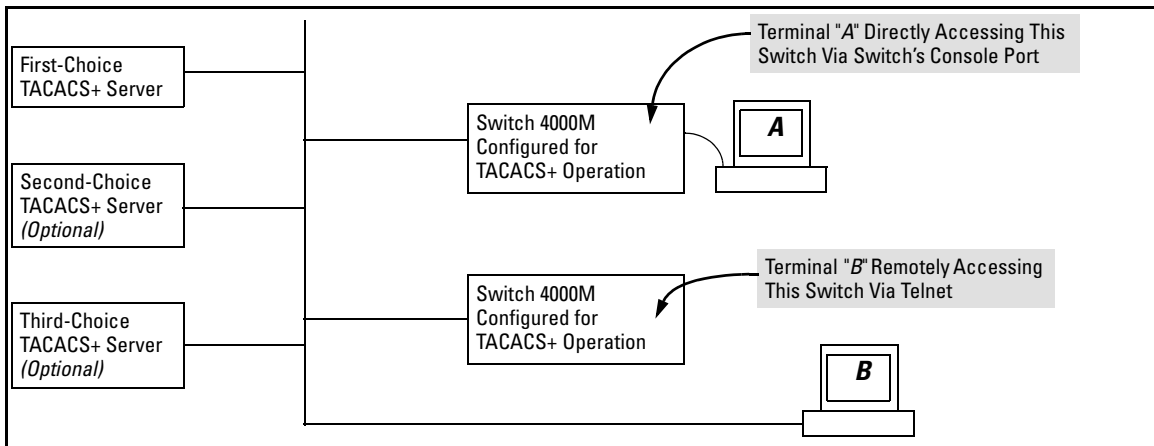 First-Choice
TACACS+ Server
Second-Choice
TACACS+ Server
(Optional)
Third-Choice
TACACS+ Server
(Optional)
Terminal "A" Directly Accessing This
Switch Via Switch's Console Port
Switch 4000M
Configured for
TACACS+ Operation
A
Terminal "B" Remotely Accessing
This Switch Via Telnet
Switch 4000M
Configured for
TACACS+ Operation
B